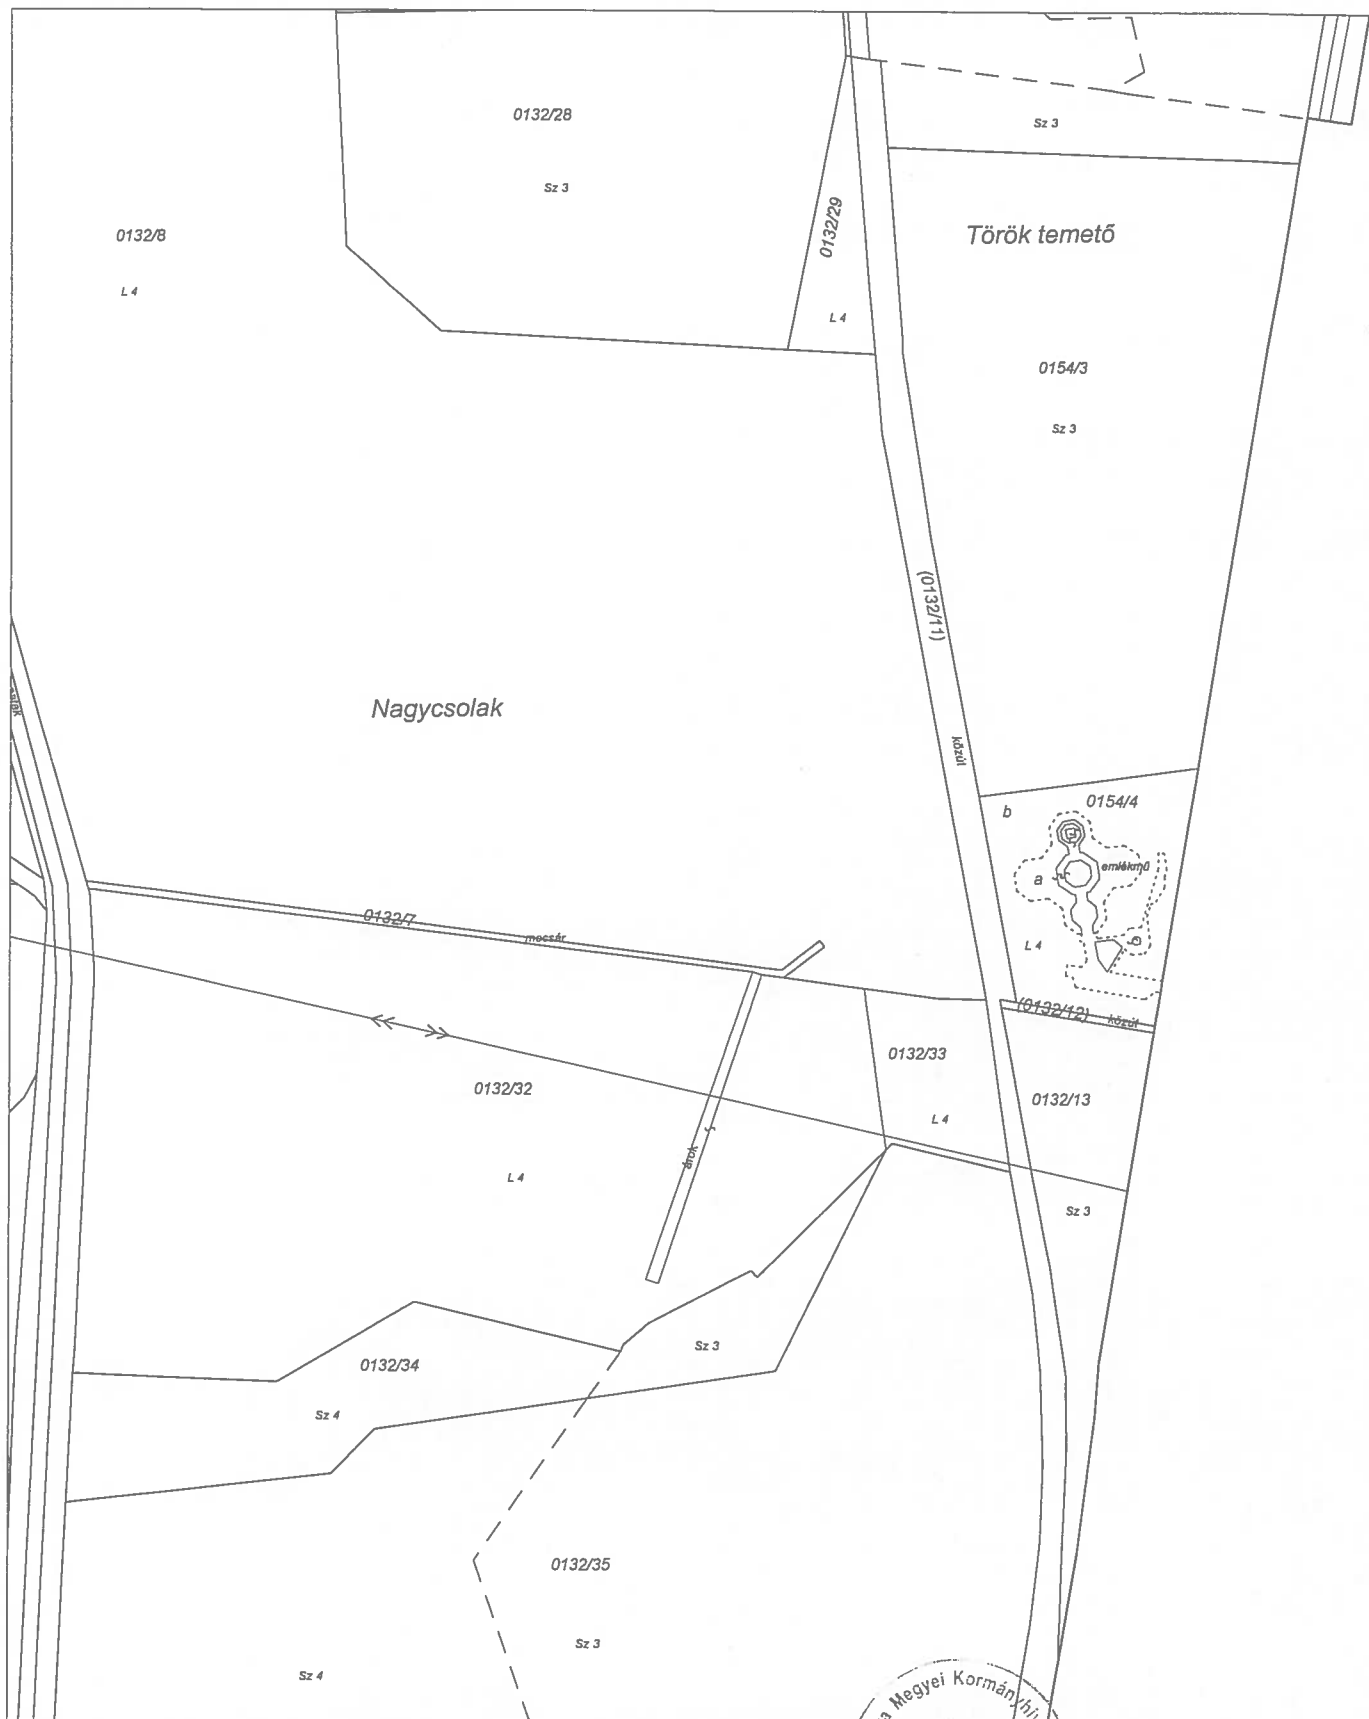 0132/28
Sz 3
Sz 3
0132/8
L 4
0132/29
L 4
Török temető
0154/3
Sz 3
(0132/11)
közút
Nagycsolak
b
0154/4
emlékmű
a
L 4
0132/7
mocsár
(0132/12)
közút
0132/33
L 4
0132/13
0132/32
L 4
árok
Sz 3
0132/34
Sz 4
Sz 3
0132/35
Sz 3
Sz 4
Megyei Kormányhi